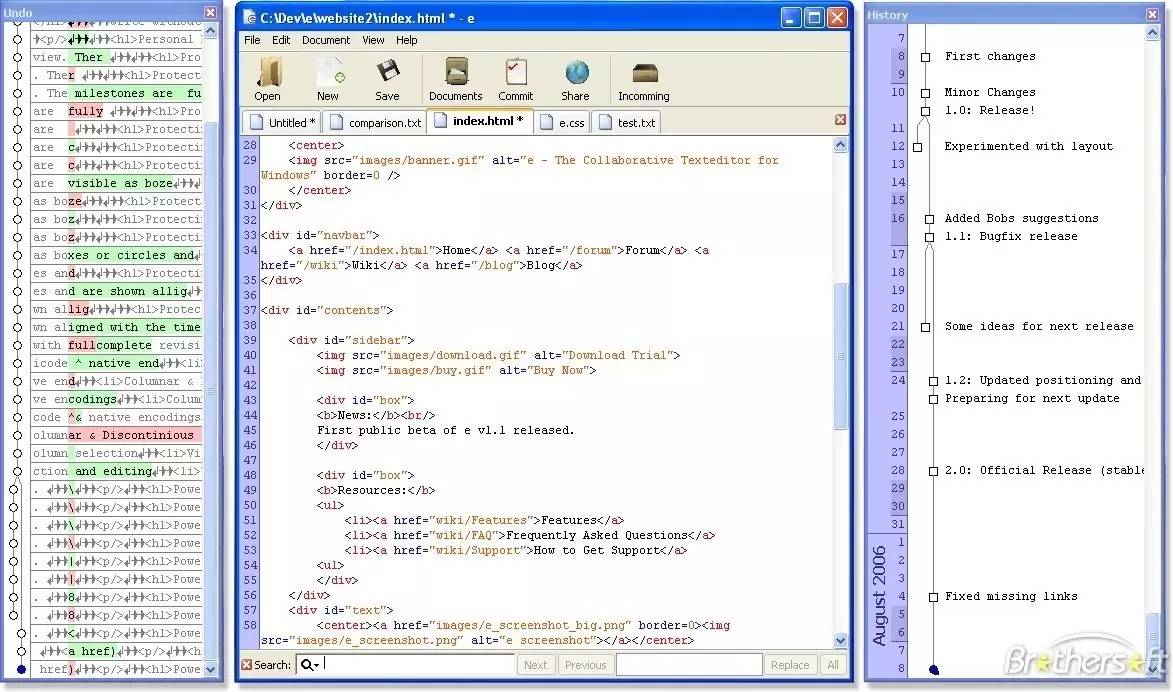 Undo
<p/><hl>Personal
view. Ther <hl>Pro
. Ther <hl>Protect
. The milestones are fu
are fully <hl>Pro
are <hl>Protecti
are c<hl>Protecti
are c<hl>Protecti
are visible as boze
as boze<hl>Protect
as boz<hl>Protecti
as boz<hl>Protecti
as boxes or circles and
es and<hl>Protecti
es and are shown allig
wn allig<hl>Protec
wn aligned with the time
with fullcomplete revisi
icode ^ native end<li
ve end<li>Columnar &
ve encodings<li>Colum
code ^& native encodings
olumnar & Discontinious
olumn selection<li>Vi
ction and editing<li>
. \<p/><hl>Powe
. \<p/><hl>Powe
. \<p/><hl>Powe
. \<p/><hl>Powe
. |<p/><hl>Powe
. |<p/><hl>Powe
. 8<p/><hl>Powe
. 8<p/><hl>Powe
. <<p/><hl>Powe
<a href)<p/><hl>
href)<p/><hl>Powe
C:\Dev\e\website2\index.html * - e
File Edit Document View Help
Open New Save Documents Commit Share Incomming
Untitled * comparison.txt index.html * e.css test.txt
28 <center>
29 <img src="images/banner.gif" alt="e - The Collaborative Texteditor for
Windows" border=0 />
30 </center>
31 </div>
32
33 <div id="navbar">
34 <a href="/index.html">Home</a> <a href="/forum">Forum</a> <a
href="/wiki">Wiki</a> <a href="/blog">Blog</a>
35 </div>
36
37 <div id="contents">
38
39 <div id="sidebar">
40 <img src="images/download.gif" alt="Download Trial">
41 <img src="images/buy.gif" alt="Buy Now">
42
43 <div id="box">
44 <b>News:</b><br/>
45 First public beta of e v1.1 released.
46 </div>
47
48 <div id="box">
49 <b>Resources:</b>
50 <ul>
51 <li><a href="wiki/Features">Features</a>
52 <li><a href="wiki/FAQ">Frequently Asked Questions</a>
53 <li><a href="wiki/Support">How to Get Support</a>
54 <ul>
55 </div>
56 </div>
57 <div id="text">
58 <center><a href="images/e_screenshot_big.png" border=0><img
src="images/e_screenshot.png" alt="e screenshot"></a></center>
Search: Next Previous Replace All
History
7
8 First changes
9
10 Minor Changes
1.0: Release!
11
12 Experimented with layout
13
14
15
16 Added Bobs suggestions
1.1: Bugfix release
17
18
19
20
21 Some ideas for next release
22
23
24 1.2: Updated positioning and
Preparing for next update
25
26
27
28 2.0: Official Release (stable
29
30
31
August 2006
1
2
3
4 Fixed missing links
5
6
7
8
Brothersoft